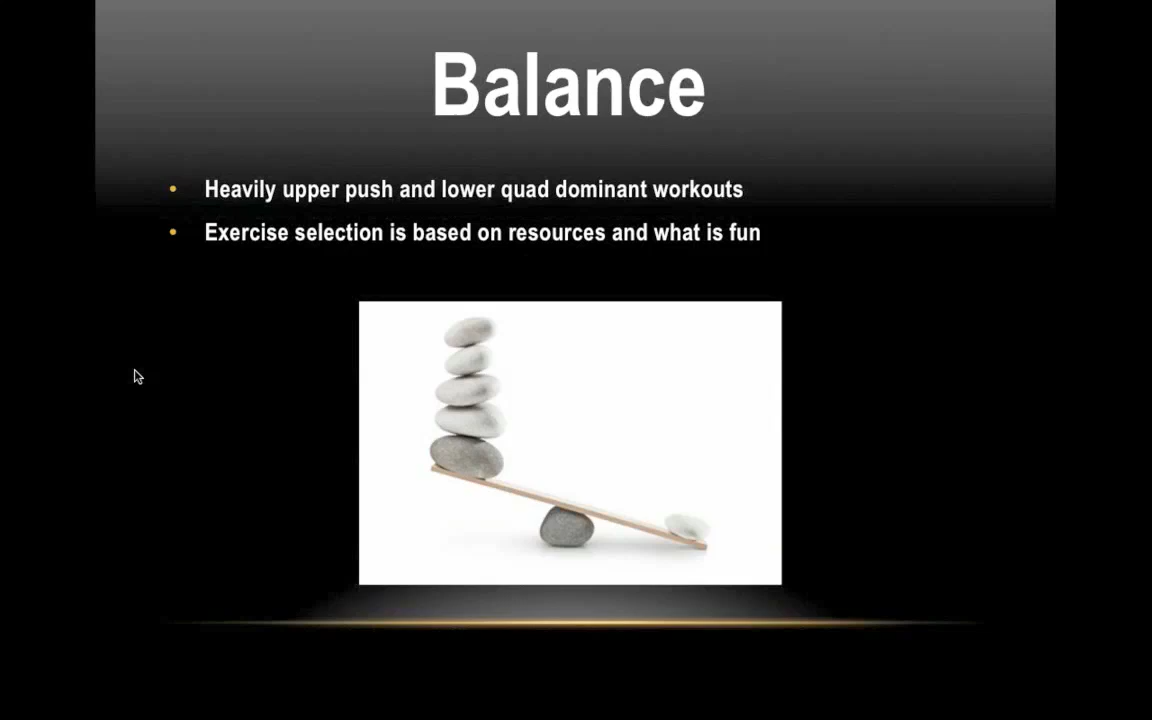 Balance
• Heavily upper push and lower quad dominant workouts
• Exercise selection is based on resources and what is fun